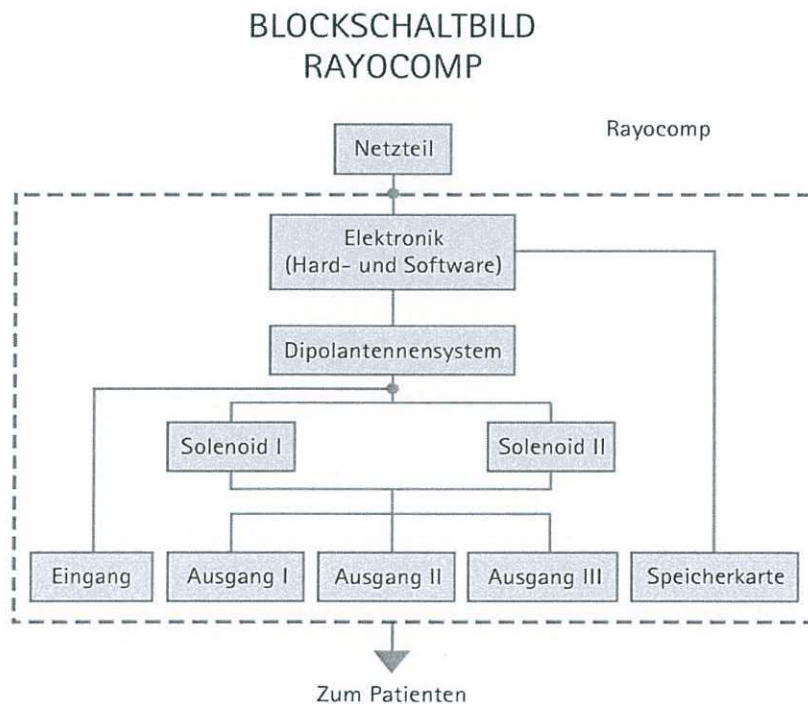 BLOCKSCHALTBILD
RAYOCOMP
Rayocomp
Netzteil
Elektronik
(Hard- und Software)
Dipolantennensystem
Solenoid I
Solenoid II
Eingang
Ausgang I
Ausgang II
Ausgang III
Speicherkarte
Zum Patienten